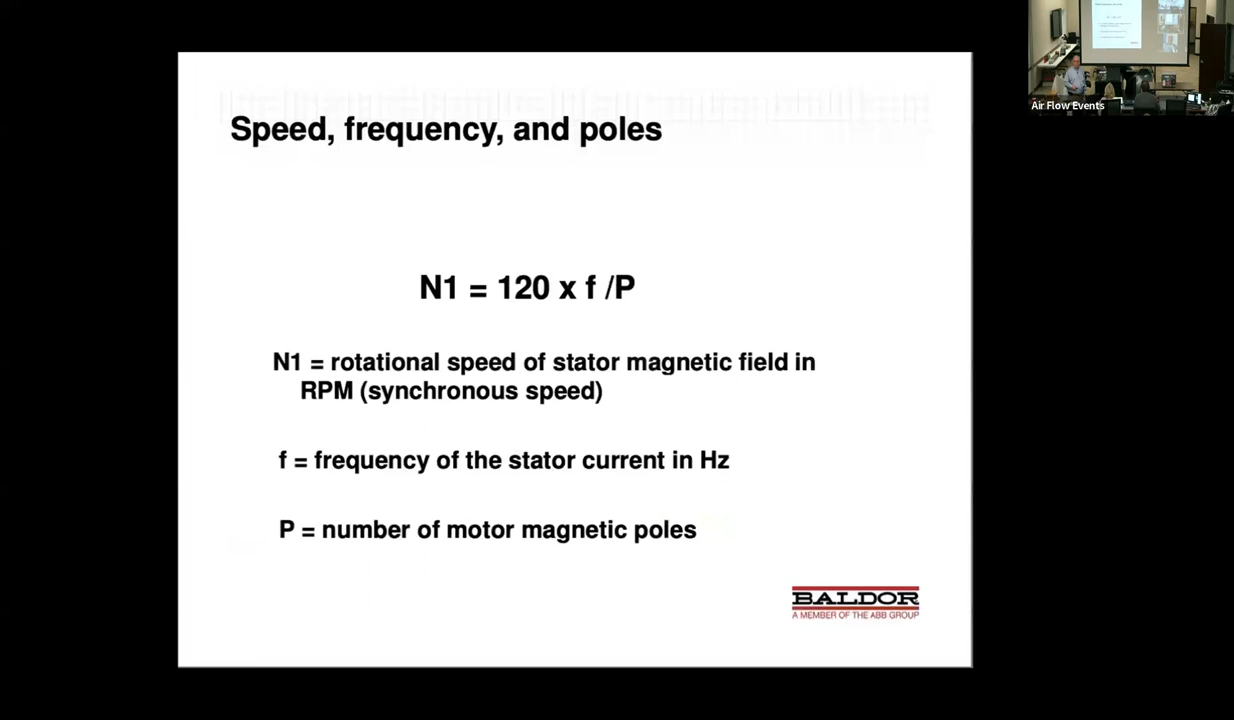 Speed, frequency, and poles
N1 = 120 x f /P
N1 = rotational speed of stator magnetic field in
RPM (synchronous speed)
f = frequency of the stator current in Hz
P = number of motor magnetic poles
BALDOR
A MEMBER OF THE ABB GROUP
Air Flow Events